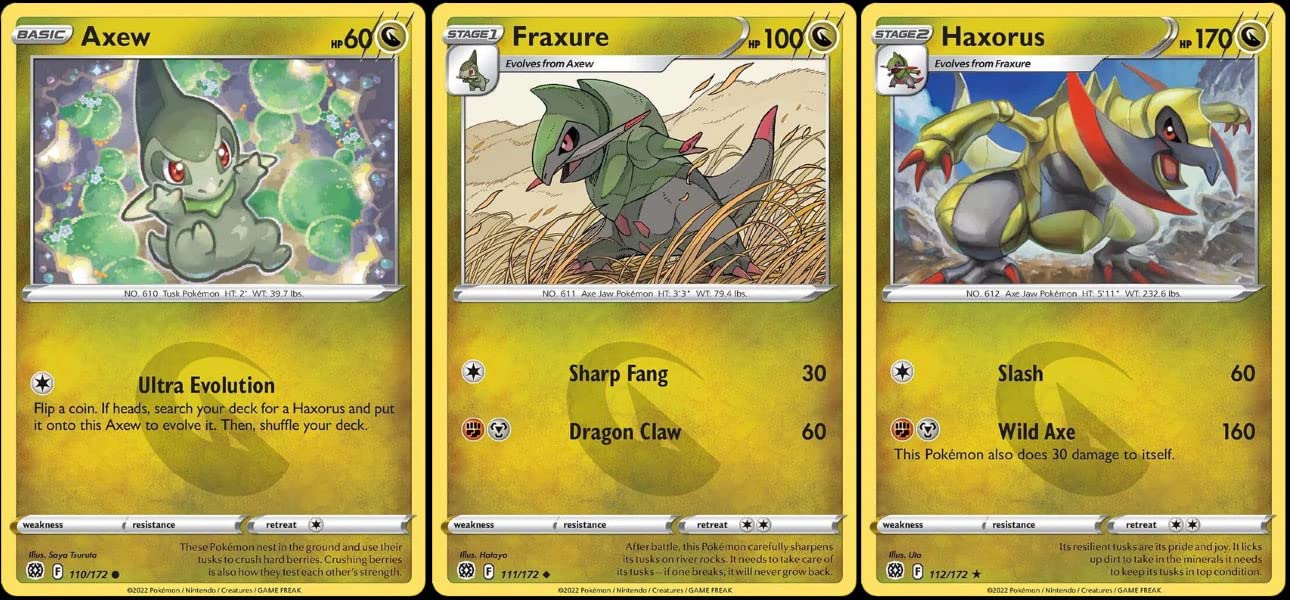 BASIC Axew HP60
NO. 610 Tusk Pokémon HT: 2' WT: 39.7 lbs.
Ultra Evolution
Flip a coin. If heads, search your deck for a Haxorus and put
it onto this Axew to evolve it. Then, shuffle your deck.
weakness resistance retreat
Illus. Saya Tsuruta
These Pokémon nest in the ground and use their
tusks to crush hard berries. Crushing berries
is also how they test each other's strength.
F 110/172
©2022 Pokémon / Nintendo / Creatures / GAME FREAK
STAGE1 Fraxure HP100
Evolves from Axew
NO. 611 Axe Jaw Pokémon HT: 3'3" WT: 79.4 lbs.
Sharp Fang 30
Dragon Claw 60
weakness resistance retreat
Illus. Hataya
After battle, this Pokémon carefully sharpens
its tusks on river rocks. It needs to take care of
its tusks—if one breaks, it will never grow back.
F 111/172
©2022 Pokémon / Nintendo / Creatures / GAME FREAK
STAGE2 Haxorus HP170
Evolves from Fraxure
NO. 612 Axe Jaw Pokémon HT: 5'11" WT: 232.6 lbs.
Slash 60
Wild Axe 160
This Pokémon also does 30 damage to itself.
weakness resistance retreat
Illus. Uta
Its resilient tusks are its pride and joy. It licks
up dirt to take in the minerals it needs
to keep its tusks in top condition.
F 112/172
©2022 Pokémon / Nintendo / Creatures / GAME FREAK